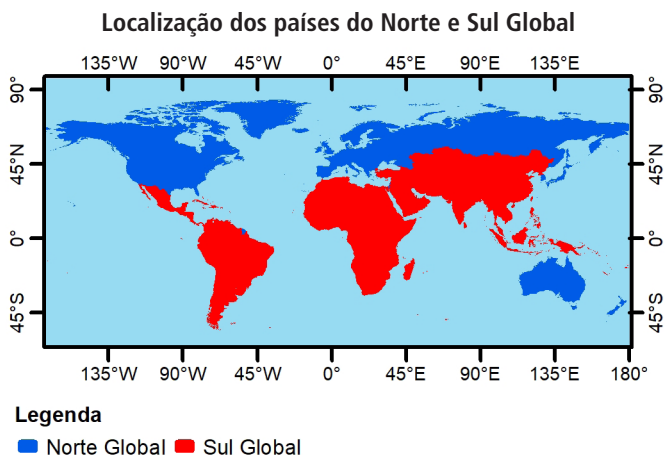 Localização dos países do Norte e Sul Global
135°W 90°W 45°W 0° 45°E 90°E 135°E
90° 90°
45°N 45°N
0° 0°
45°S 45°S
135°W 90°W 45°W 0° 45°E 90°E 135°E 180°
Legenda
Norte Global Sul Global